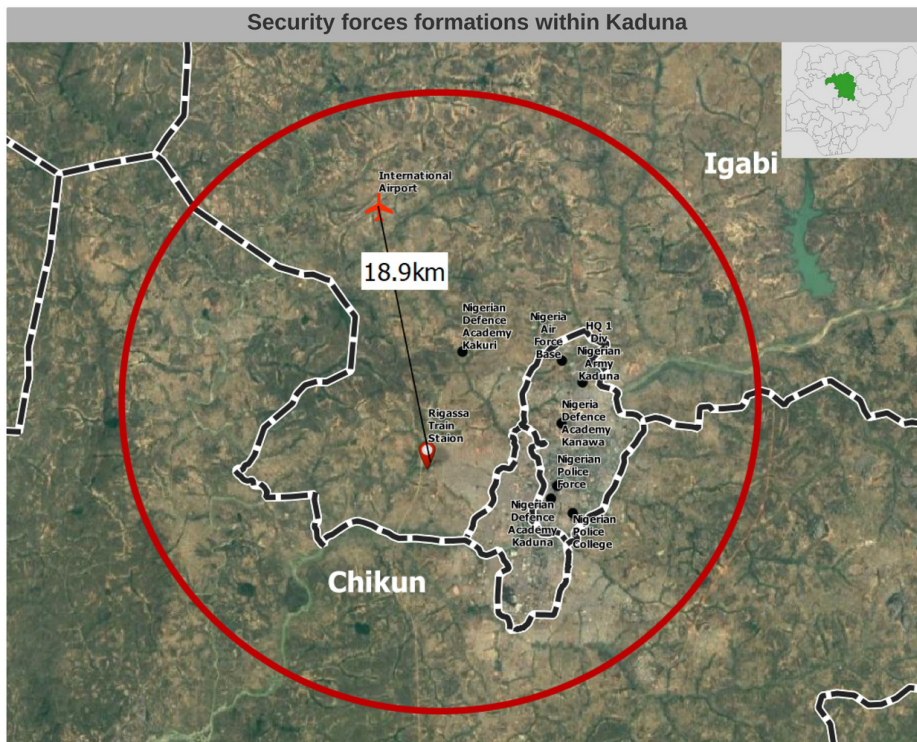 Security forces formations within Kaduna
Igabi
International
Airport
18.9km
Nigerian
Defence
Academy
Kakuri
Nigeria
Air
Force
Base
HQ 1
Div
Nigerian
Army
Kaduna
Rigassa
Train
Staion
Nigeria
Defence
Academy
Kanawa
Nigerian
Police
Force
Nigerian
Defence
Academy
Kaduna
Nigerian
Police
College
Chikun